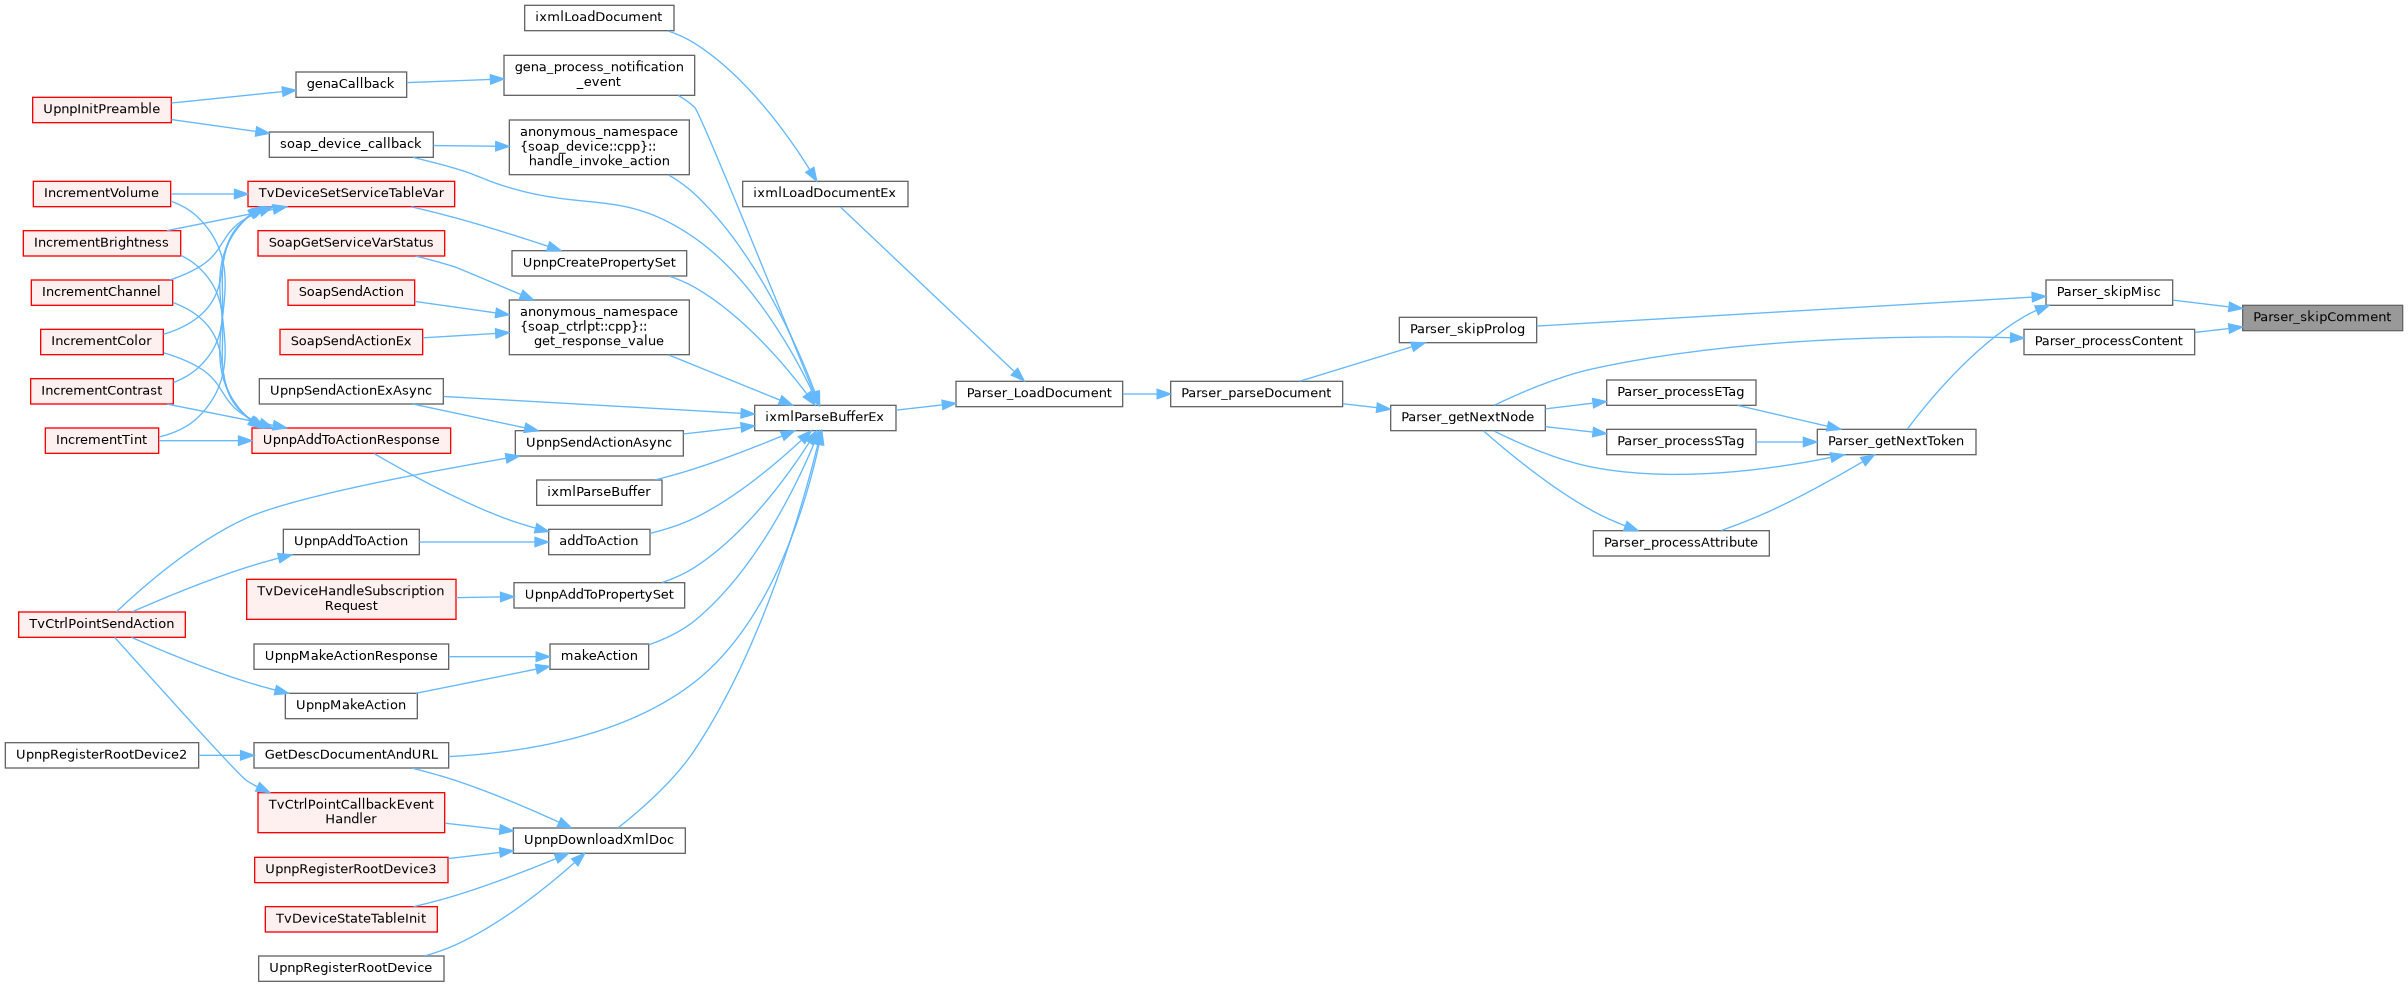 ixmlLoadDocument
gena_process_notification
_event
genaCallback
UpnpInitPreamble
anonymous_namespace
{soap_device::cpp}::
handle_invoke_action
soap_device_callback
IncrementVolume
TvDeviceSetServiceTableVar
ixmlLoadDocumentEx
IncrementBrightness
SoapGetServiceVarStatus
UpnpCreatePropertySet
IncrementChannel
SoapSendAction
anonymous_namespace
{soap_ctrlpt::cpp}::
get_response_value
Parser_skipMisc
Parser_skipComment
Parser_skipProlog
Parser_processContent
IncrementColor
SoapSendActionEx
IncrementContrast
UpnpSendActionExAsync
Parser_LoadDocument
Parser_parseDocument
Parser_processETag
ixmlParseBufferEx
Parser_getNextNode
IncrementTint
UpnpAddToActionResponse
UpnpSendActionAsync
Parser_processSTag
Parser_getNextToken
ixmlParseBuffer
UpnpAddToAction
addToAction
Parser_processAttribute
TvDeviceHandleSubscription
Request
UpnpAddToPropertySet
TvCtrlPointSendAction
UpnpMakeActionResponse
makeAction
UpnpMakeAction
UpnpRegisterRootDevice2
GetDescDocumentAndURL
TvCtrlPointCallbackEvent
Handler
UpnpDownloadXmlDoc
UpnpRegisterRootDevice3
TvDeviceStateTableInit
UpnpRegisterRootDevice